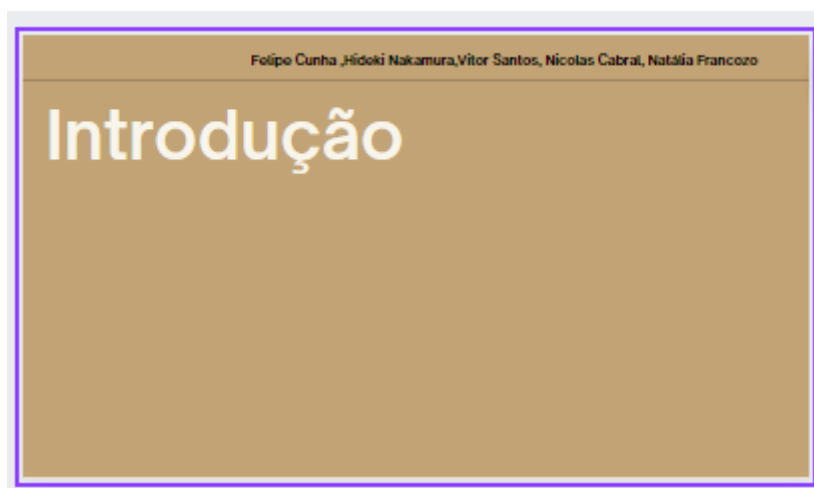 Felipe Cunha ,Hideki Nakamura,Vitor Santos, Nicolas Cabral, Natália Francozo
Introdução